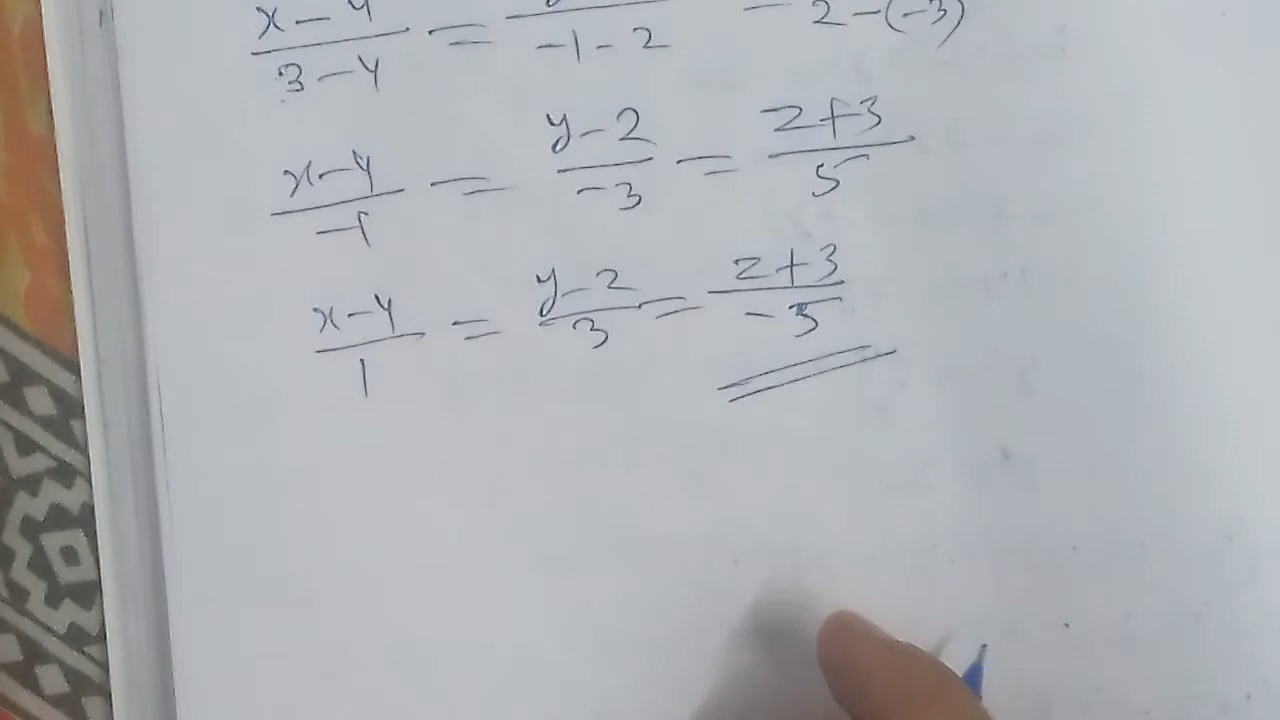 x-4/3-4 = /-1-2 = /2-(-3)
x-4/-1 = y-2/-3 = z+3/5
x-4/1 = y-2/3 = z+3/-5